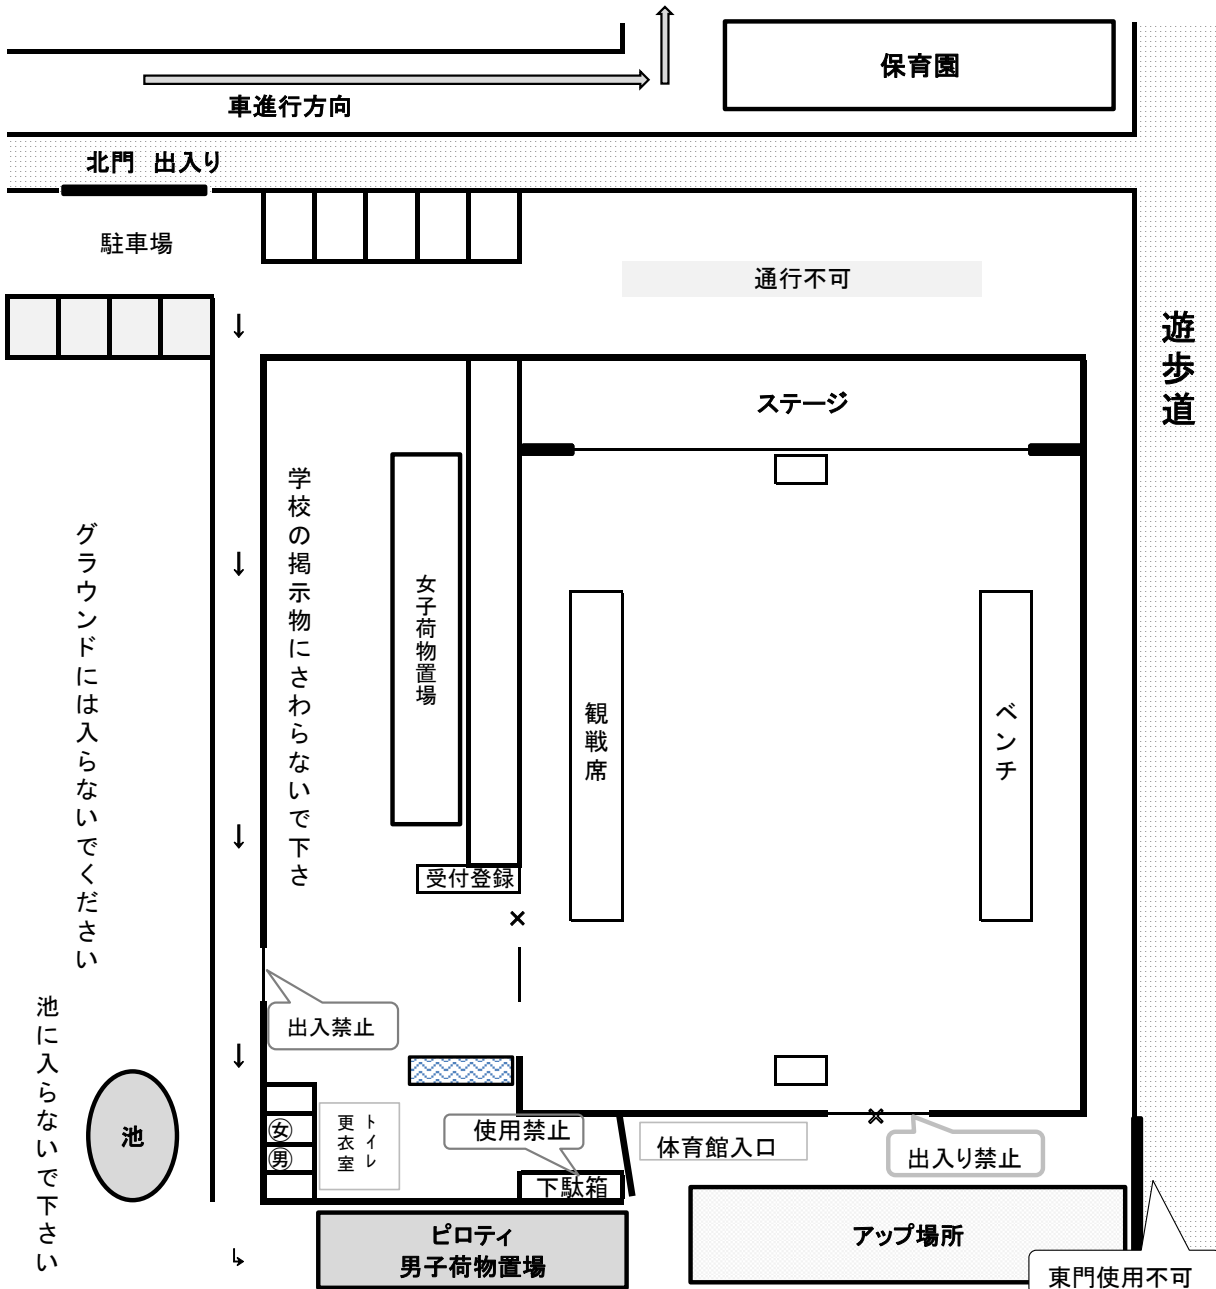 保育園
車進行方向
北門 出入り
駐車場
通行不可
遊歩道
ステージ
学校の掲示物にさわらないで下さ
グラウンドには入らないでください
女子荷物置場
観戦席
ベンチ
受付登録
×
出入禁止
池に入らないで下さい
池
女
男
トイレ
更衣室
使用禁止
体育館入口
×
出入り禁止
下駄箱
ピロティ
男子荷物置場
アップ場所
東門使用不可